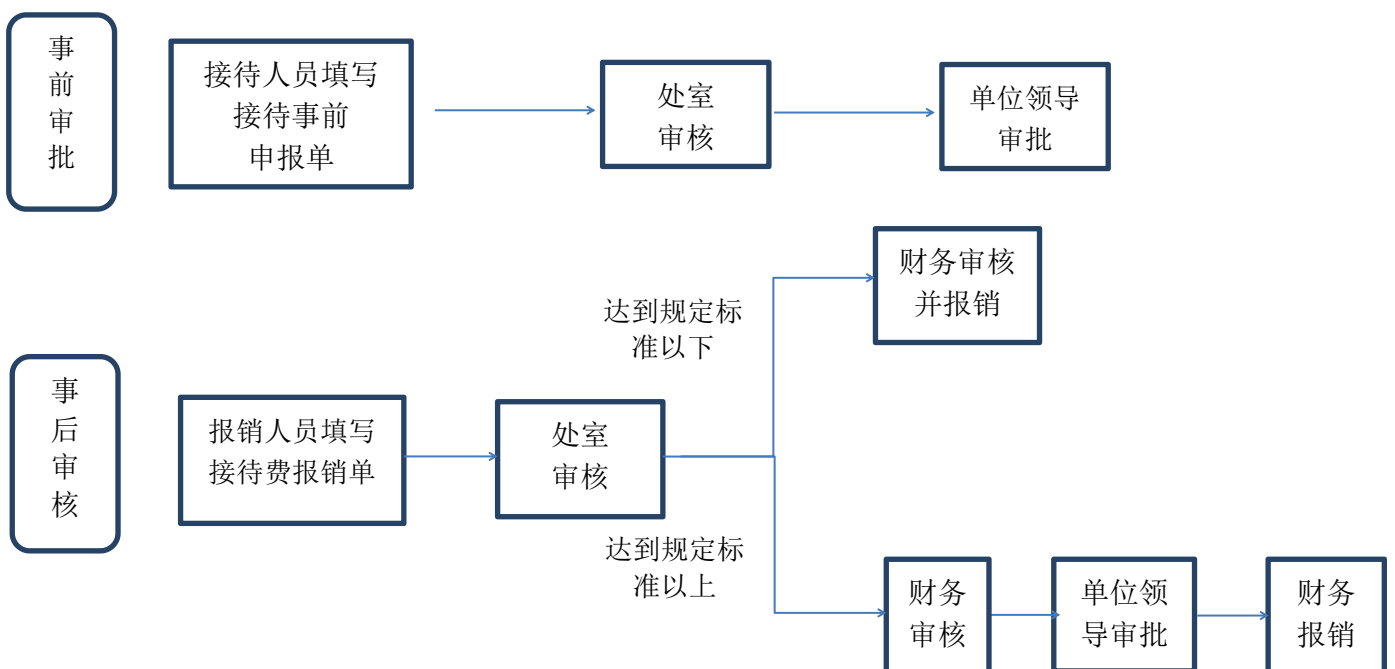 事
前
审
批
接待人员填写
接待事前
申报单
处室
审核
单位领导
审批
财务审核
并报销
达到规定标
准以下
事
后
审
核
报销人员填写
接待费报销单
处室
审核
达到规定标
准以上
财务
审核
单位领
导审批
财务
报销